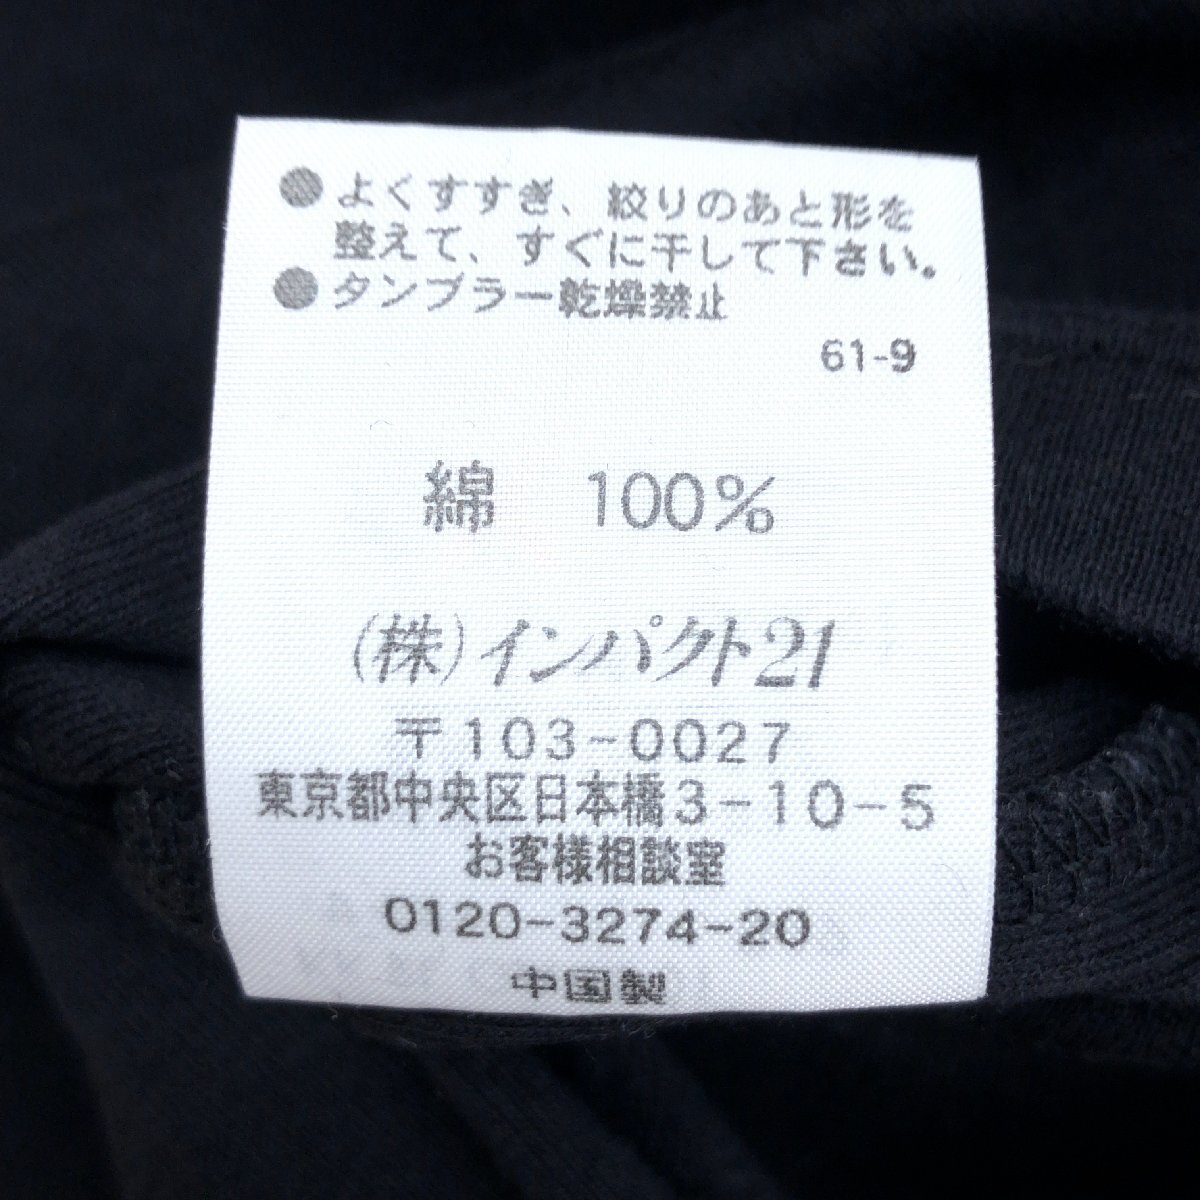 ●よくすすぎ、絞りのあと形を
整えて、すぐに干して下さい。
●タンブラー乾燥禁止
61-9
綿 100%
(株)インパクト21
〒103-0027
東京都中央区日本橋3-10-5
お客様相談室
0120-3274-20
中国製